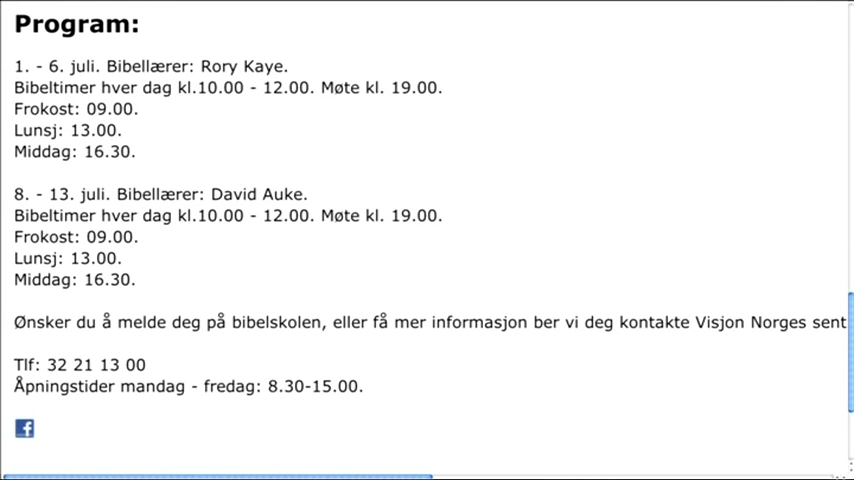 Program:
1. - 6. juli. Bibellærer: Rory Kaye.
Bibeltimer hver dag kl.10.00 - 12.00. Møte kl. 19.00.
Frokost: 09.00.
Lunsj: 13.00.
Middag: 16.30.
8. - 13. juli. Bibellærer: David Auke.
Bibeltimer hver dag kl.10.00 - 12.00. Møte kl. 19.00.
Frokost: 09.00.
Lunsj: 13.00.
Middag: 16.30.
Ønsker du å melde deg på bibelskolen, eller få mer informasjon ber vi deg kontakte Visjon Norges sent
Tlf: 32 21 13 00
Åpningstider mandag - fredag: 8.30-15.00.